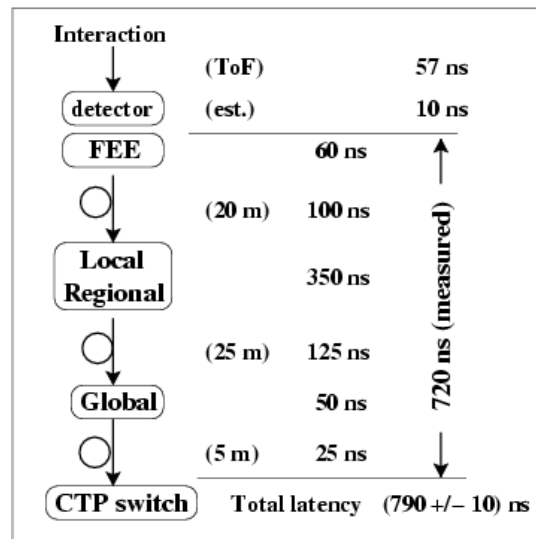 Interaction
(ToF) 57 ns
detector (est.) 10 ns
FEE 60 ns
(20 m) 100 ns
Local
Regional 350 ns
(25 m) 125 ns
Global 50 ns
(5 m) 25 ns
720 ns (measured)
CTP switch Total latency (790 +/− 10) ns